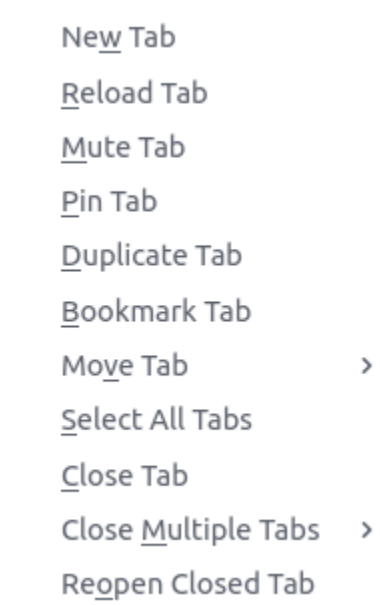 New Tab
Reload Tab
Mute Tab
Pin Tab
Duplicate Tab
Bookmark Tab
Move Tab
Select All Tabs
Close Tab
Close Multiple Tabs
Reopen Closed Tab